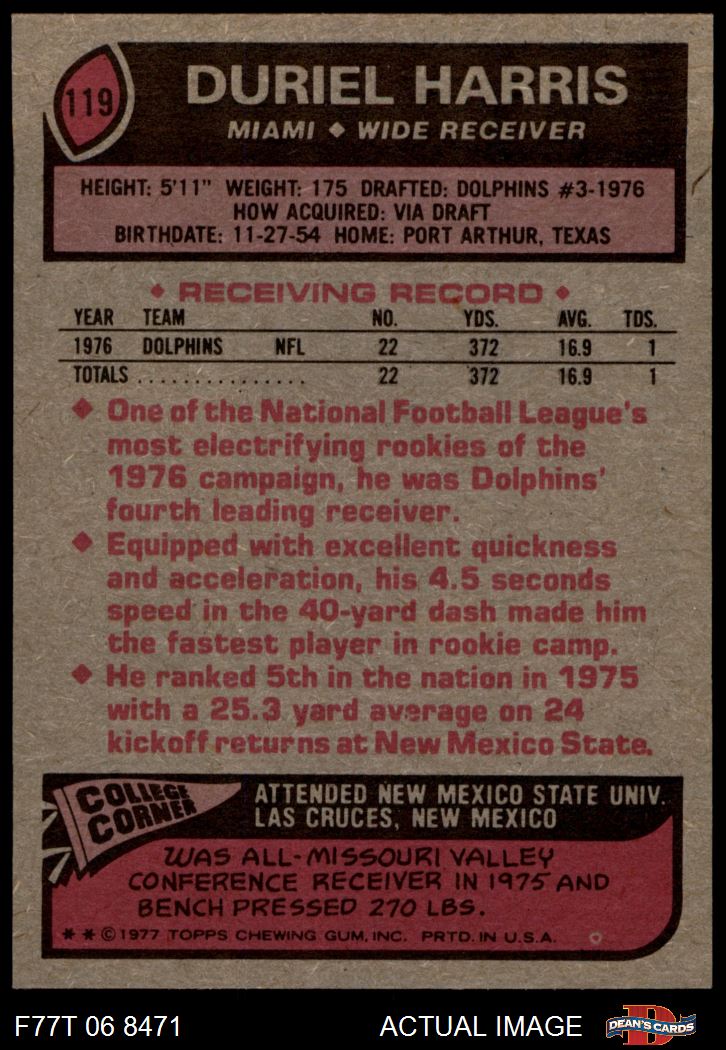 119
DURIEL HARRIS
MIAMI ◆ WIDE RECEIVER
HEIGHT: 5'11" WEIGHT: 175 DRAFTED: DOLPHINS #3-1976
HOW ACQUIRED: VIA DRAFT
BIRTHDATE: 11-27-54 HOME: PORT ARTHUR, TEXAS
◆ RECEIVING RECORD ◆
YEAR TEAM NO. YDS. AVG. TDS.
1976 DOLPHINS NFL 22 372 16.9 1
TOTALS ............... 22 372 16.9 1
◆ One of the National Football League's
most electrifying rookies of the
1976 campaign, he was Dolphins'
fourth leading receiver.
◆ Equipped with excellent quickness
and acceleration, his 4.5 seconds
speed in the 40-yard dash made him
the fastest player in rookie camp.
◆ He ranked 5th in the nation in 1975
with a 25.3 yard average on 24
kickoff returns at New Mexico State.
COLLEGE
CORNER
ATTENDED NEW MEXICO STATE UNIV.
LAS CRUCES, NEW MEXICO
WAS ALL-MISSOURI VALLEY
CONFERENCE RECEIVER IN 1975 AND
BENCH PRESSED 270 LBS.
* * © 1977 TOPPS CHEWING GUM, INC. PRTD. IN U.S.A.
F77T 06 8471 ACTUAL IMAGE
D
DEAN'S CARDS